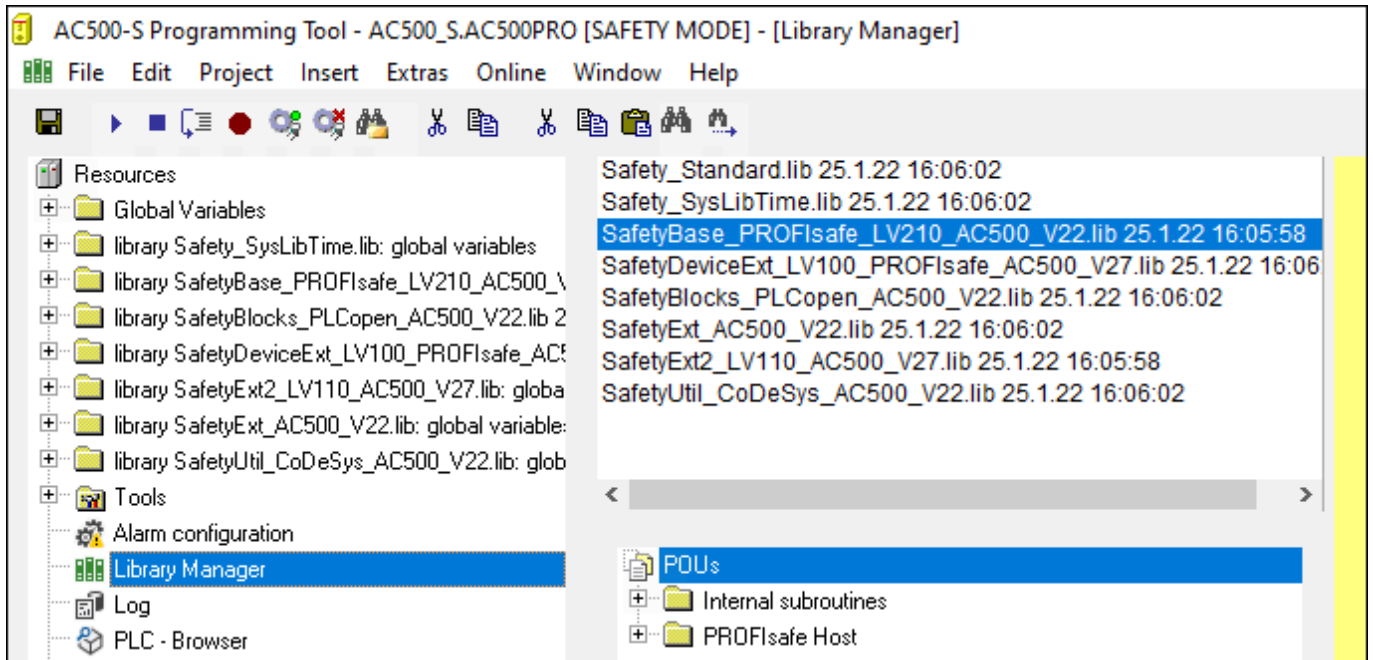 AC500-S Programming Tool - AC500_S.AC500PRO [SAFETY MODE] - [Library Manager]
File Edit Project Insert Extras Online Window Help
Resources
Global Variables
library Safety_SysLibTime.lib: global variables
library SafetyBase_PROFIsafe_LV210_AC500_\
library SafetyBlocks_PLCopen_AC500_V22.lib 2
library SafetyDeviceExt_LV100_PROFIsafe_AC5
library SafetyExt2_LV110_AC500_V27.lib: globa
library SafetyExt_AC500_V22.lib: global variable:
library SafetyUtil_CoDeSys_AC500_V22.lib: glob
Tools
Alarm configuration
Library Manager
Log
PLC - Browser
Safety_Standard.lib 25.1.22 16:06:02
Safety_SysLibTime.lib 25.1.22 16:06:02
SafetyBase_PROFIsafe_LV210_AC500_V22.lib 25.1.22 16:05:58
SafetyDeviceExt_LV100_PROFIsafe_AC500_V27.lib 25.1.22 16:06
SafetyBlocks_PLCopen_AC500_V22.lib 25.1.22 16:06:02
SafetyExt_AC500_V22.lib 25.1.22 16:06:02
SafetyExt2_LV110_AC500_V27.lib 25.1.22 16:05:58
SafetyUtil_CoDeSys_AC500_V22.lib 25.1.22 16:06:02
POUs
Internal subroutines
PROFIsafe Host